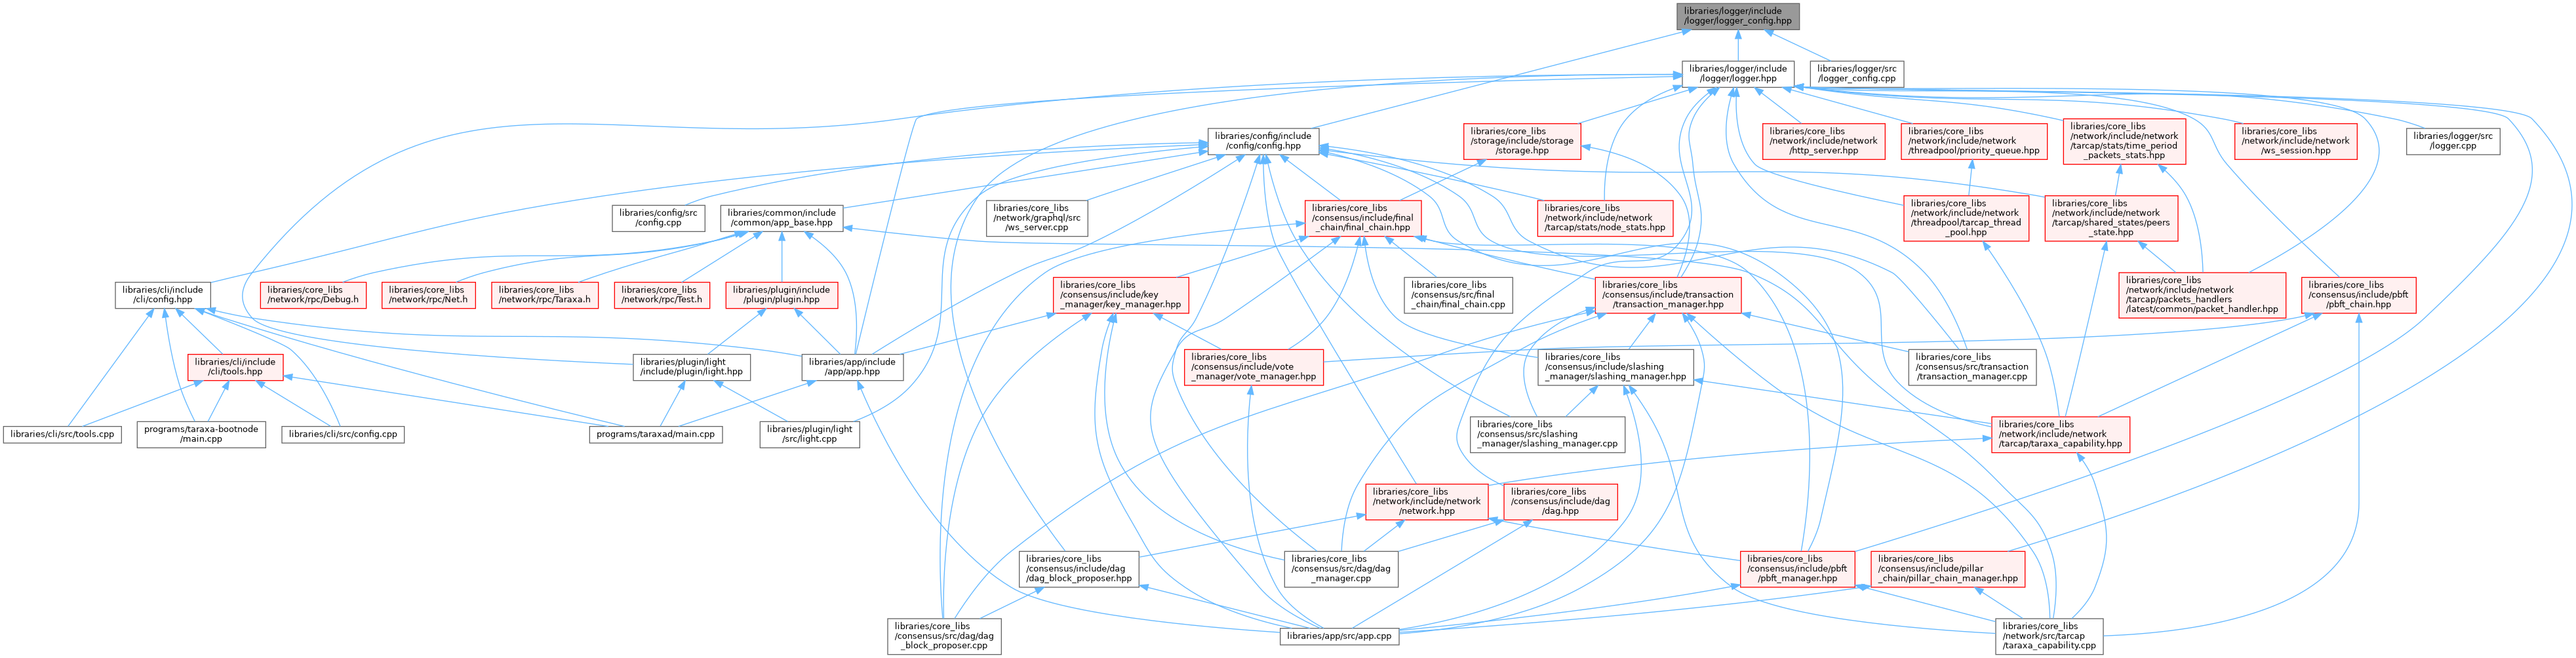 libraries/logger/include
/logger/logger_config.hpp
libraries/logger/include
/logger/logger.hpp
libraries/logger/src
/logger_config.cpp
libraries/config/include
/config/config.hpp
libraries/core_libs
/storage/include/storage
/storage.hpp
libraries/core_libs
/network/include/network
/http_server.hpp
libraries/core_libs
/network/include/network
/threadpool/priority_queue.hpp
libraries/core_libs
/network/include/network
/tarcap/stats/time_period
_packets_stats.hpp
libraries/core_libs
/network/include/network
/ws_session.hpp
libraries/logger/src
/logger.cpp
libraries/config/src
/config.cpp
libraries/common/include
/common/app_base.hpp
libraries/core_libs
/network/graphql/src
/ws_server.cpp
libraries/core_libs
/consensus/include/final
_chain/final_chain.hpp
libraries/core_libs
/network/include/network
/tarcap/stats/node_stats.hpp
libraries/core_libs
/network/include/network
/threadpool/tarcap_thread
_pool.hpp
libraries/core_libs
/network/include/network
/tarcap/shared_states/peers
_state.hpp
libraries/cli/include
/cli/config.hpp
libraries/core_libs
/network/rpc/Debug.h
libraries/core_libs
/network/rpc/Net.h
libraries/core_libs
/network/rpc/Taraxa.h
libraries/core_libs
/network/rpc/Test.h
libraries/plugin/include
/plugin/plugin.hpp
libraries/core_libs
/consensus/include/key
_manager/key_manager.hpp
libraries/core_libs
/consensus/src/final
_chain/final_chain.cpp
libraries/core_libs
/consensus/include/transaction
/transaction_manager.hpp
libraries/core_libs
/network/include/network
/tarcap/packets_handlers
/latest/common/packet_handler.hpp
libraries/core_libs
/consensus/include/pbft
/pbft_chain.hpp
libraries/cli/include
/cli/tools.hpp
libraries/plugin/light
/include/plugin/light.hpp
libraries/app/include
/app/app.hpp
libraries/core_libs
/consensus/include/vote
_manager/vote_manager.hpp
libraries/core_libs
/consensus/include/slashing
_manager/slashing_manager.hpp
libraries/core_libs
/consensus/src/transaction
/transaction_manager.cpp
libraries/cli/src/tools.cpp
programs/taraxa-bootnode
/main.cpp
libraries/cli/src/config.cpp
programs/taraxad/main.cpp
libraries/plugin/light
/src/light.cpp
libraries/core_libs
/consensus/src/slashing
_manager/slashing_manager.cpp
libraries/core_libs
/network/include/network
/tarcap/taraxa_capability.hpp
libraries/core_libs
/network/include/network
/network.hpp
libraries/core_libs
/consensus/include/dag
/dag.hpp
libraries/core_libs
/consensus/include/dag
/dag_block_proposer.hpp
libraries/core_libs
/consensus/src/dag/dag
_manager.cpp
libraries/core_libs
/consensus/include/pbft
/pbft_manager.hpp
libraries/core_libs
/consensus/include/pillar
_chain/pillar_chain_manager.hpp
libraries/core_libs
/consensus/src/dag/dag
_block_proposer.cpp
libraries/app/src/app.cpp
libraries/core_libs
/network/src/tarcap
/taraxa_capability.cpp